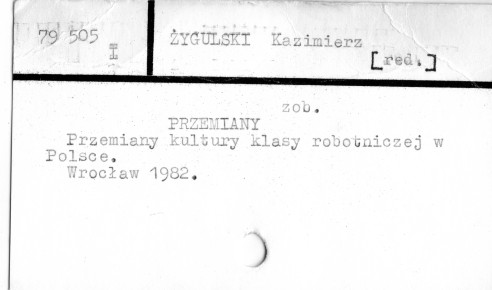 79 505 ŻYGULSKI Kazimierz
I [red.]
zob.
PRZEMIANY
Przemiany kultury klasy robotniczej w
Polsce.
Wrocław 1982.